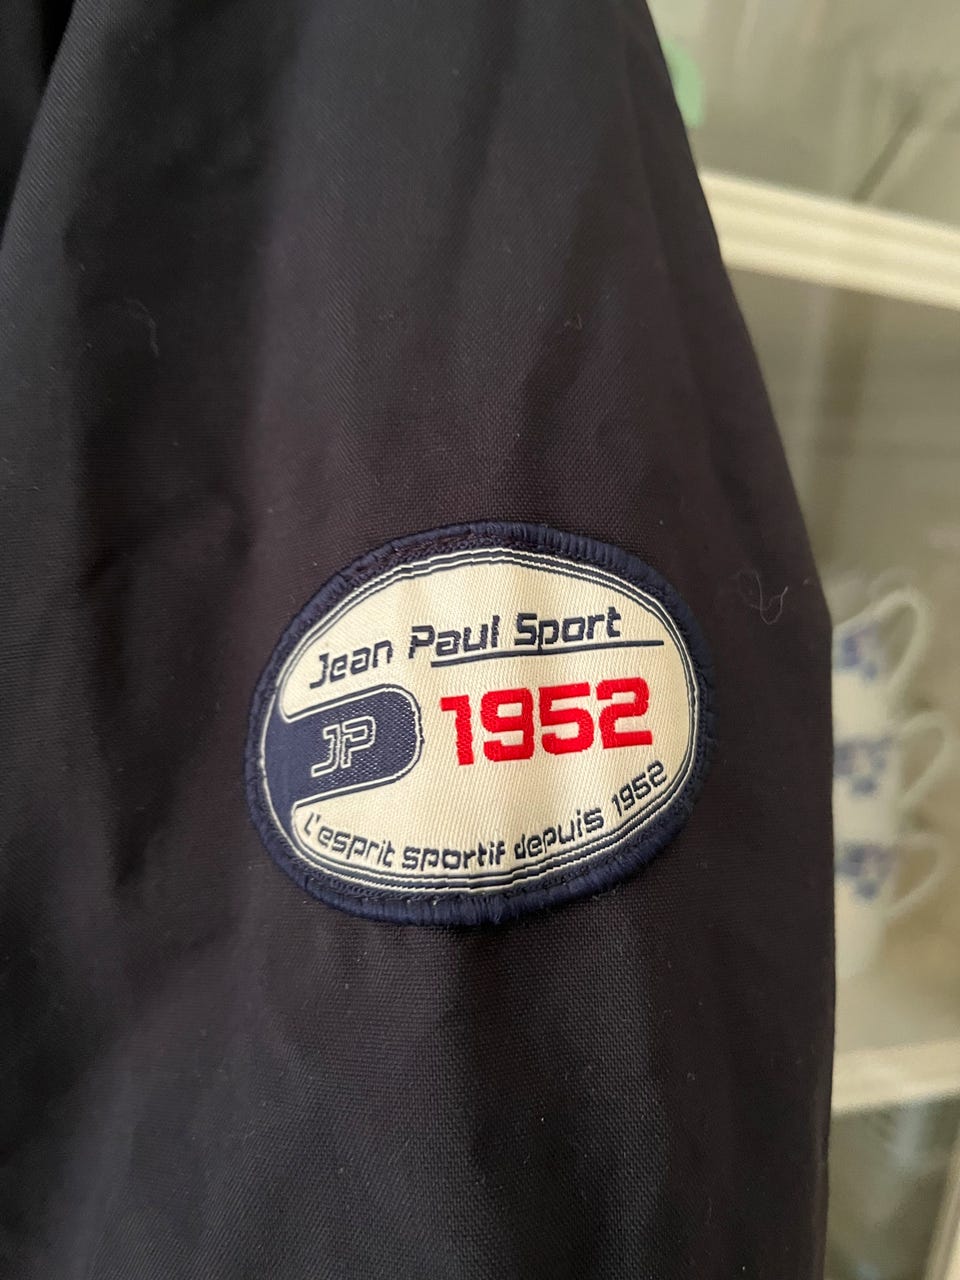 Jean Paul Sport
1952
JP
L'esprit sportif depuis 1952